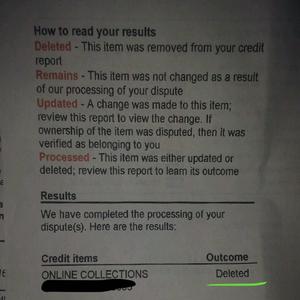 How to read your results
Deleted - This item was removed from your credit
report
Remains - This item was not changed as a result
of our processing of your dispute
Updated - A change was made to this item;
review this report to view the change. If
ownership of the item was disputed, then it was
verified as belonging to you
Processed - This item was either updated or
deleted; review this report to learn its outcome
Results
We have completed the processing of your
dispute(s). Here are the results:
Credit items Outcome
ONLINE COLLECTIONS Deleted